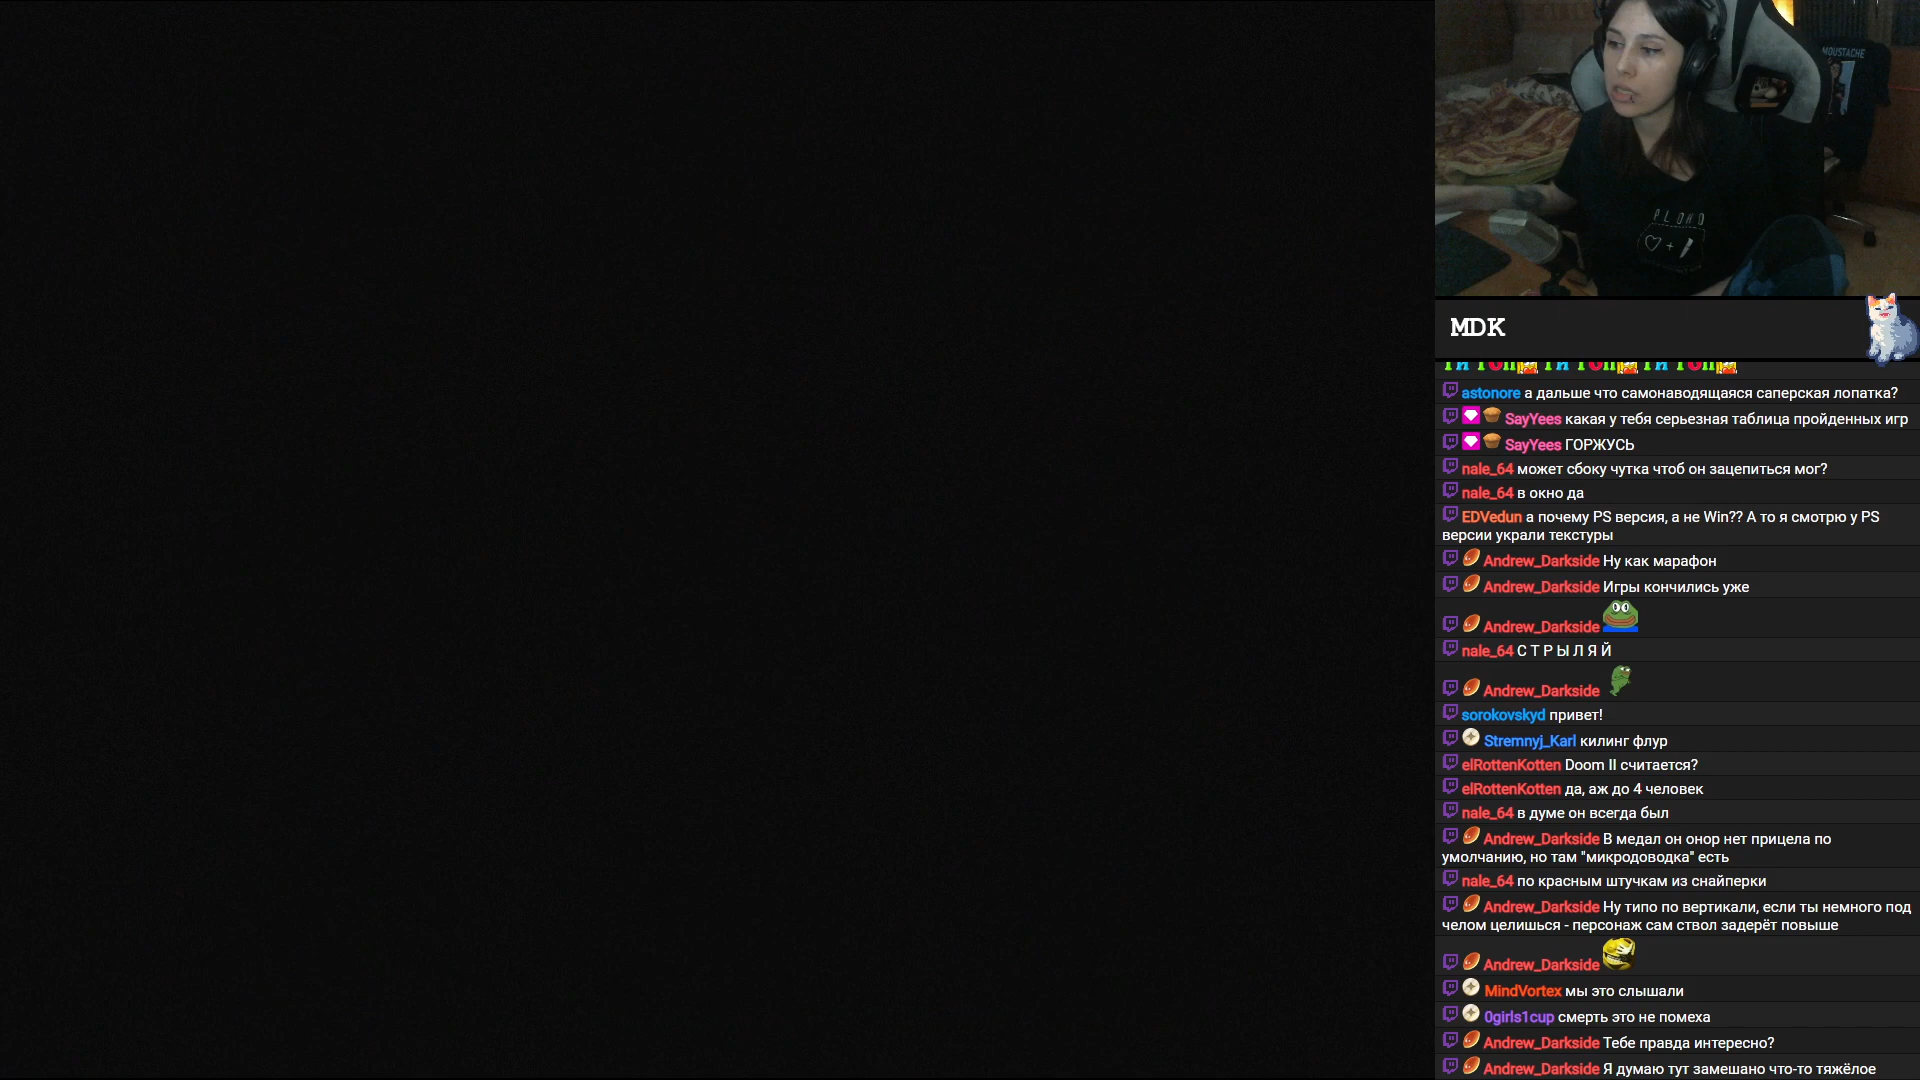 MOUSTACHE
PLOHO
MDK
astonore а дальше что самонаводящаяся саперская лопатка?
SayYees какая у тебя серьезная таблица пройденных игр
SayYees ГОРЖУСЬ
nale_64 может сбоку чутка чтоб он зацепиться мог?
nale_64 в окно да
EDVedun а почему PS версия, а не Win?? А то я смотрю у PS
версии украли текстуры
Andrew_Darkside Ну как марафон
Andrew_Darkside Игры кончились уже
Andrew_Darkside
nale_64 С Т Р Ы Л Я Й
Andrew_Darkside
sorokovskyd привет!
Stremnyj_Karl килинг флур
elRottenKotten Doom II считается?
elRottenKotten да, аж до 4 человек
nale_64 в думе он всегда был
Andrew_Darkside В медал он онор нет прицела по
умолчанию, но там "микродоводка" есть
nale_64 по красным штучкам из снайперки
Andrew_Darkside Ну типо по вертикали, если ты немного под
челом целишься - персонаж сам ствол задерёт повыше
Andrew_Darkside
MindVortex мы это слышали
0girls1cup смерть это не помеха
Andrew_Darkside Тебе правда интересно?
Andrew_Darkside Я думаю тут замешано что-то тяжёлое